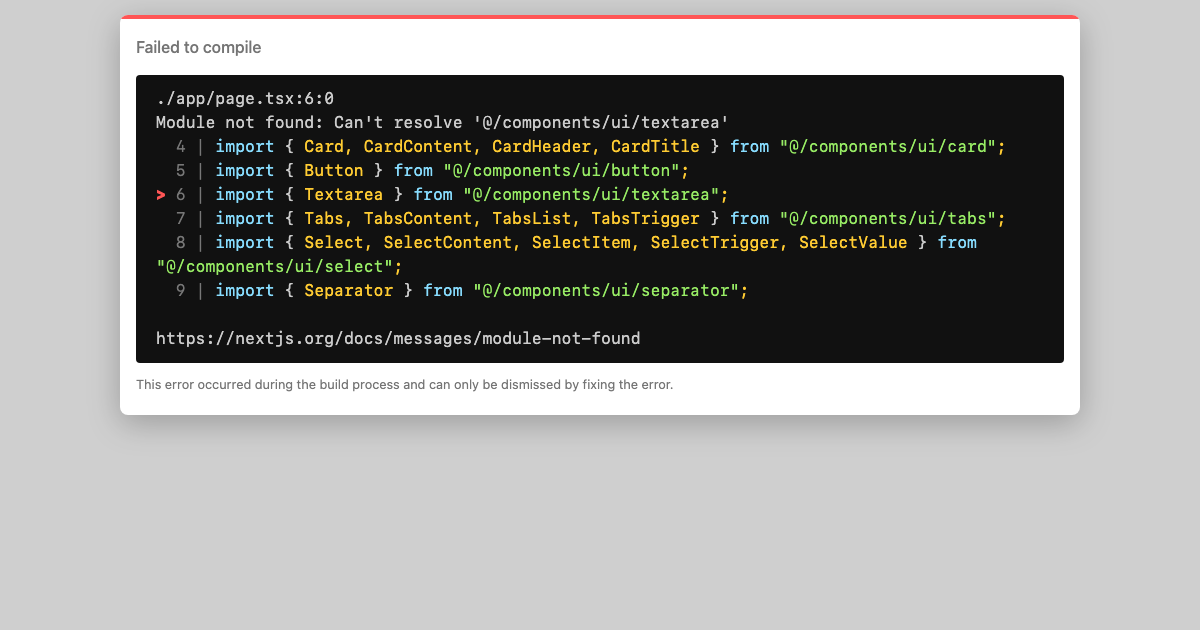 Failed to compile
./app/page.tsx:6:0
Module not found: Can't resolve '@/components/ui/textarea'
4 | import { Card, CardContent, CardHeader, CardTitle } from "@/components/ui/card";
5 | import { Button } from "@/components/ui/button";
> 6 | import { Textarea } from "@/components/ui/textarea";
7 | import { Tabs, TabsContent, TabsList, TabsTrigger } from "@/components/ui/tabs";
8 | import { Select, SelectContent, SelectItem, SelectTrigger, SelectValue } from
"@/components/ui/select";
9 | import { Separator } from "@/components/ui/separator";
https://nextjs.org/docs/messages/module-not-found
This error occurred during the build process and can only be dismissed by fixing the error.